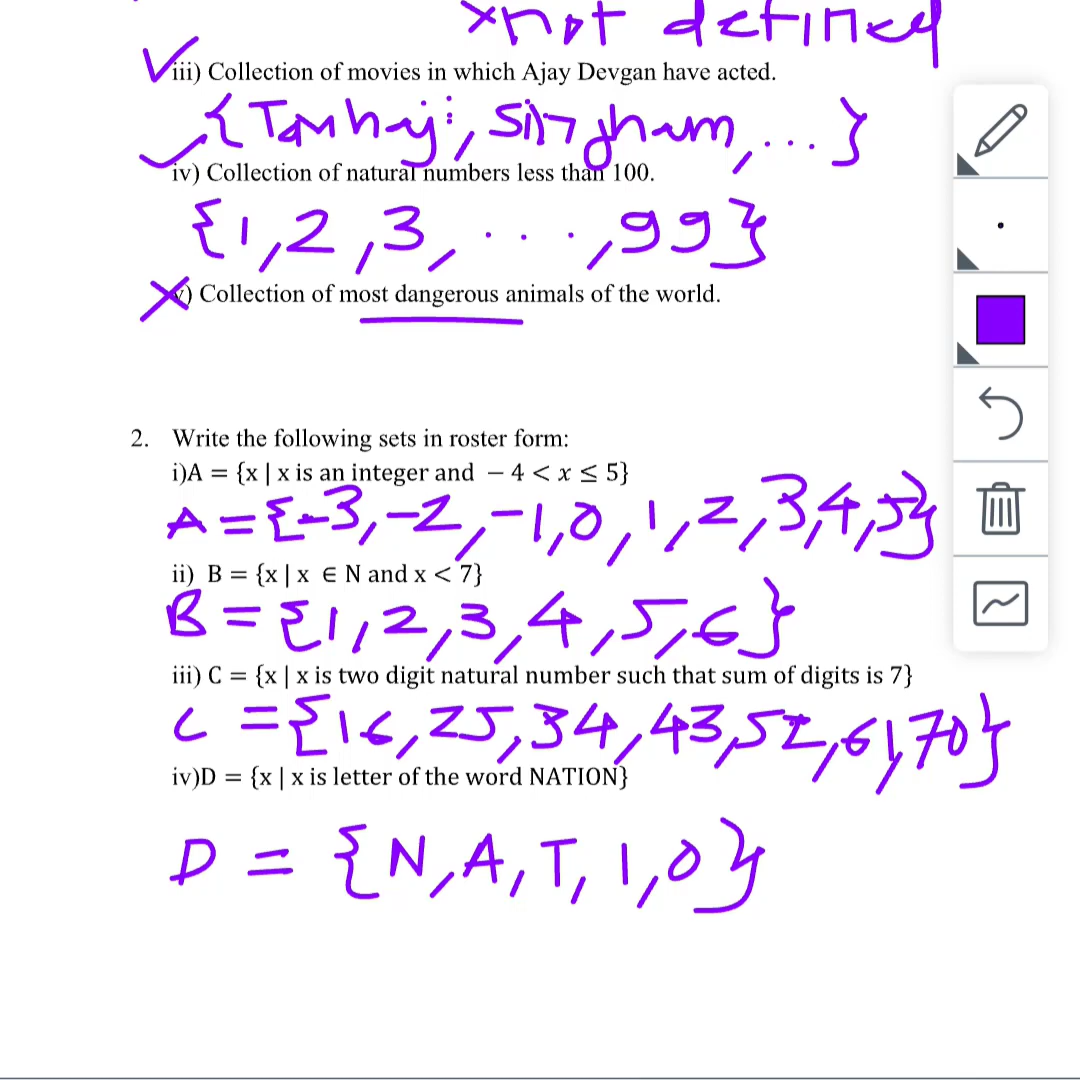 xnot defined
iii) Collection of movies in which Ajay Devgan have acted.
{Tanhaji, Singham, ... }
iv) Collection of natural numbers less than 100.
{1,2,3, . . . ,99}
v) Collection of most dangerous animals of the world.
2. Write the following sets in roster form:
i)A = {x | x is an integer and − 4 < x ≤ 5}
A={-3,-2,-1,0,1,2,3,4,5}
ii) B = {x | x ∈ N and x < 7}
B={1,2,3,4,5,6}
iii) C = {x | x is two digit natural number such that sum of digits is 7}
C ={16,25,34,43,52,61,70}
iv)D = {x | x is letter of the word NATION}
D = {N,A,T,I,O}